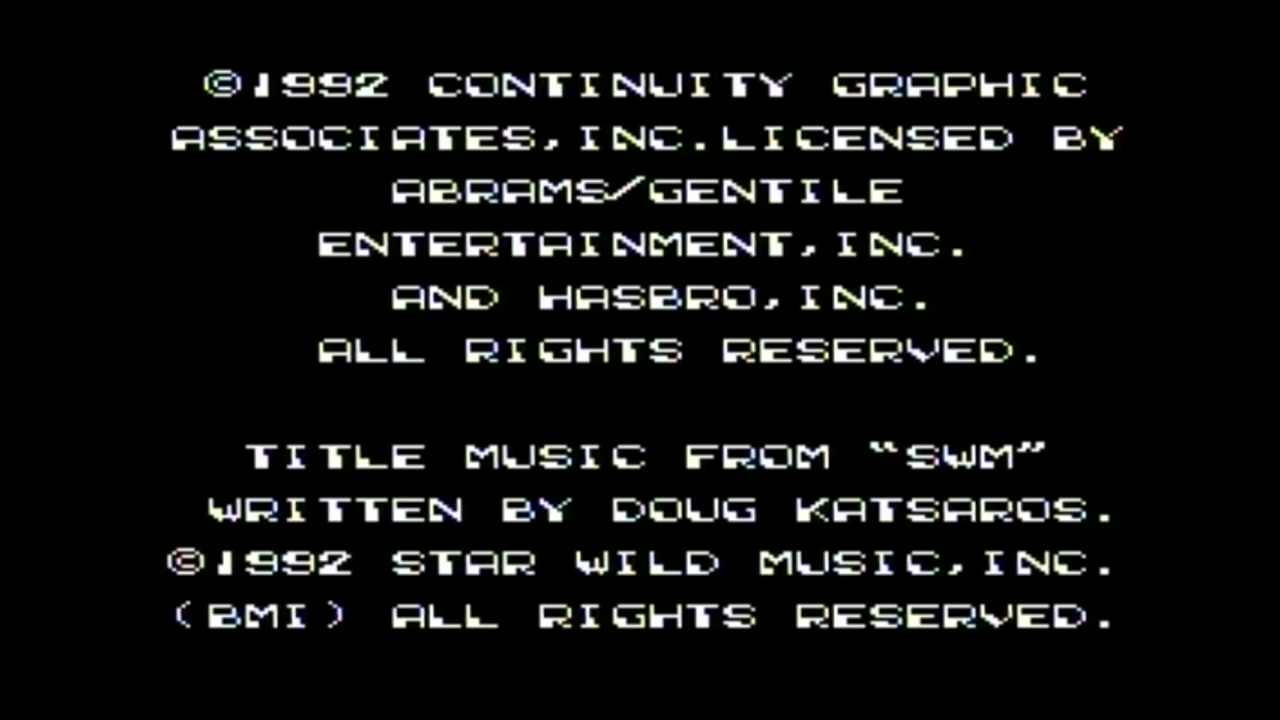 ©1992 CONTINUITY GRAPHIC
ASSOCIATES,INC.LICENSED BY
ABRAMS/GENTILE
ENTERTAINMENT,INC.
AND HASBRO,INC.
ALL RIGHTS RESERVED.
TITLE MUSIC FROM “SWM”
WRITTEN BY DOUG KATSAROS.
©1992 STAR WILD MUSIC,INC.
(BMI) ALL RIGHTS RESERVED.